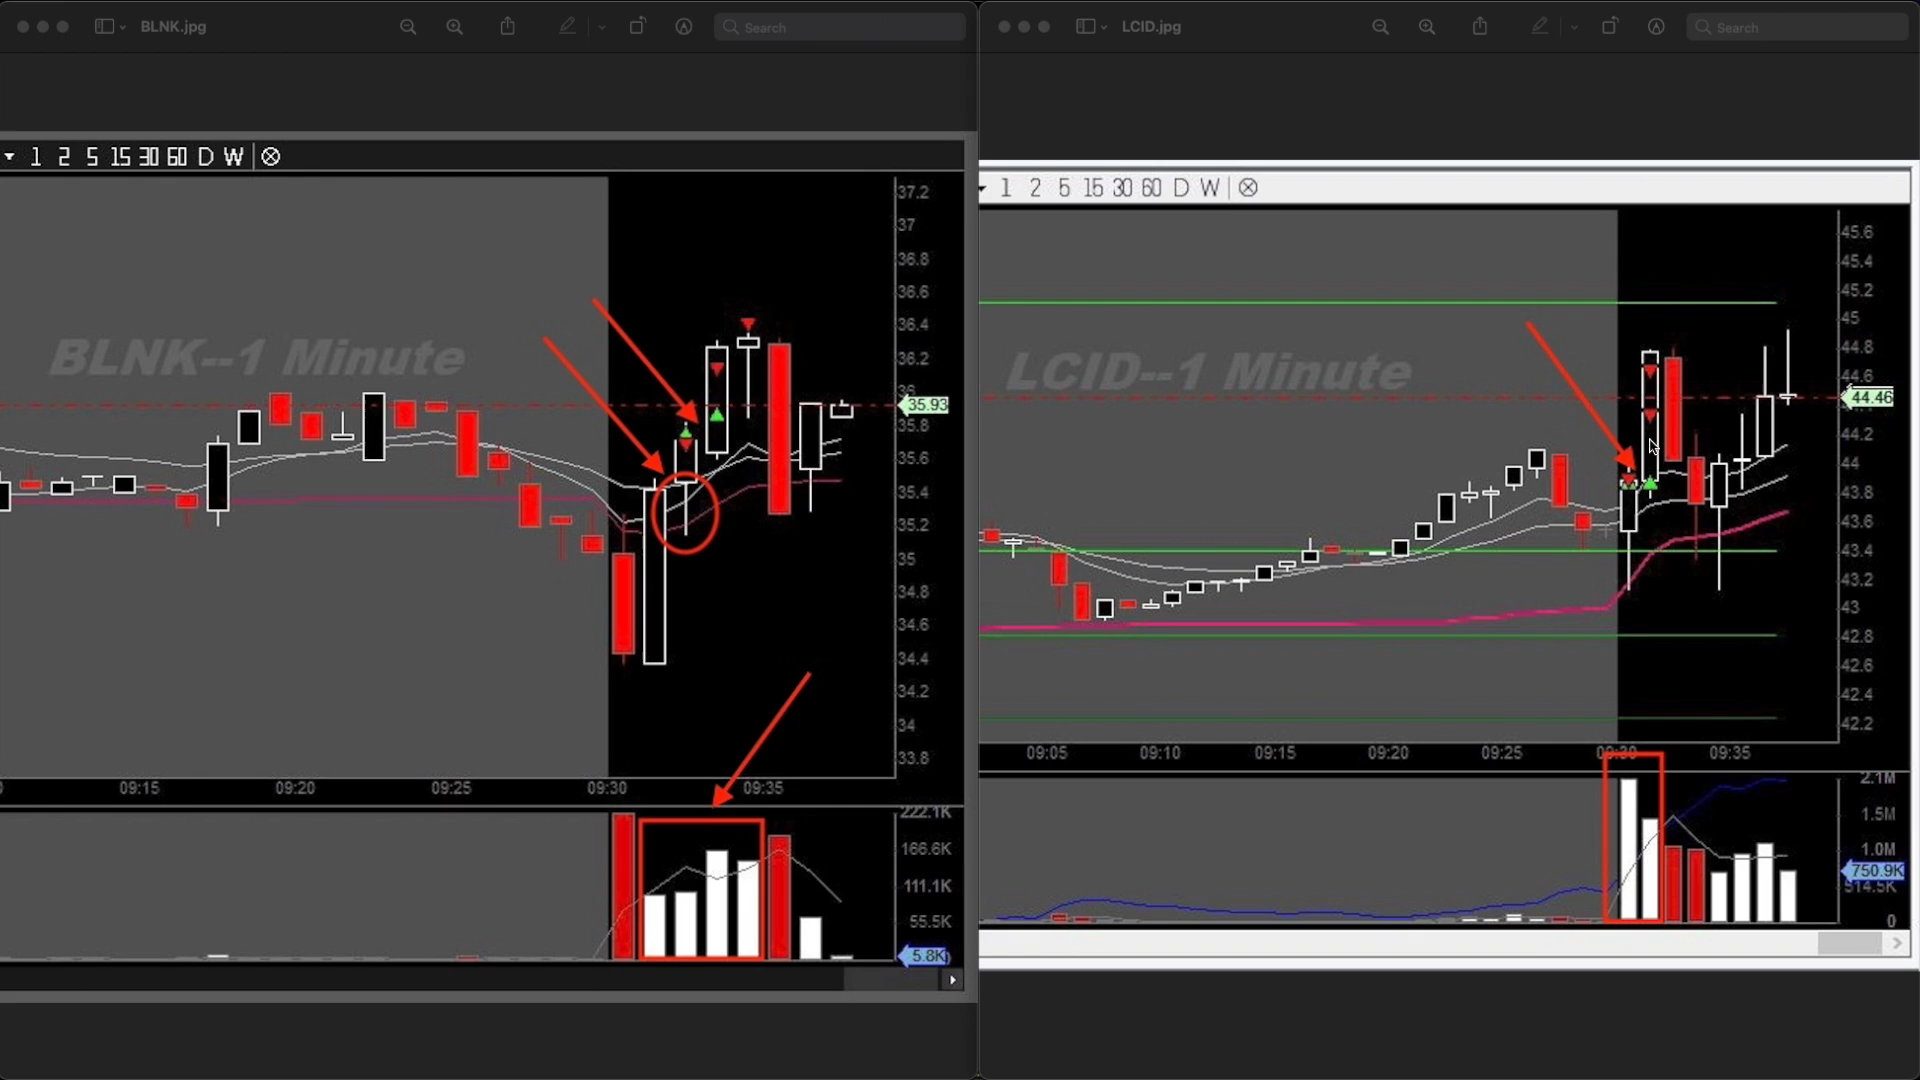 BLNK.jpg
Search
1 2 5 15 30 60 D W
BLNK--1 Minute
37.2
37
36.8
36.6
36.4
36.2
36
35.93
35.8
35.6
35.4
35.2
35
34.8
34.6
34.4
34.2
34
33.8
09:15 09:20 09:25 09:30 09:35
222.1K
166.6K
111.1K
55.5K
5.8K
LCID.jpg
Search
1 2 5 15 30 60 D W
LCID--1 Minute
45.6
45.4
45.2
45
44.8
44.6
44.46
44.2
44
43.8
43.6
43.4
43.2
43
42.8
42.6
42.4
42.2
09:05 09:10 09:15 09:20 09:25 09:30 09:35
2.1M
1.5M
1.0M
750.9K
514.5K
0